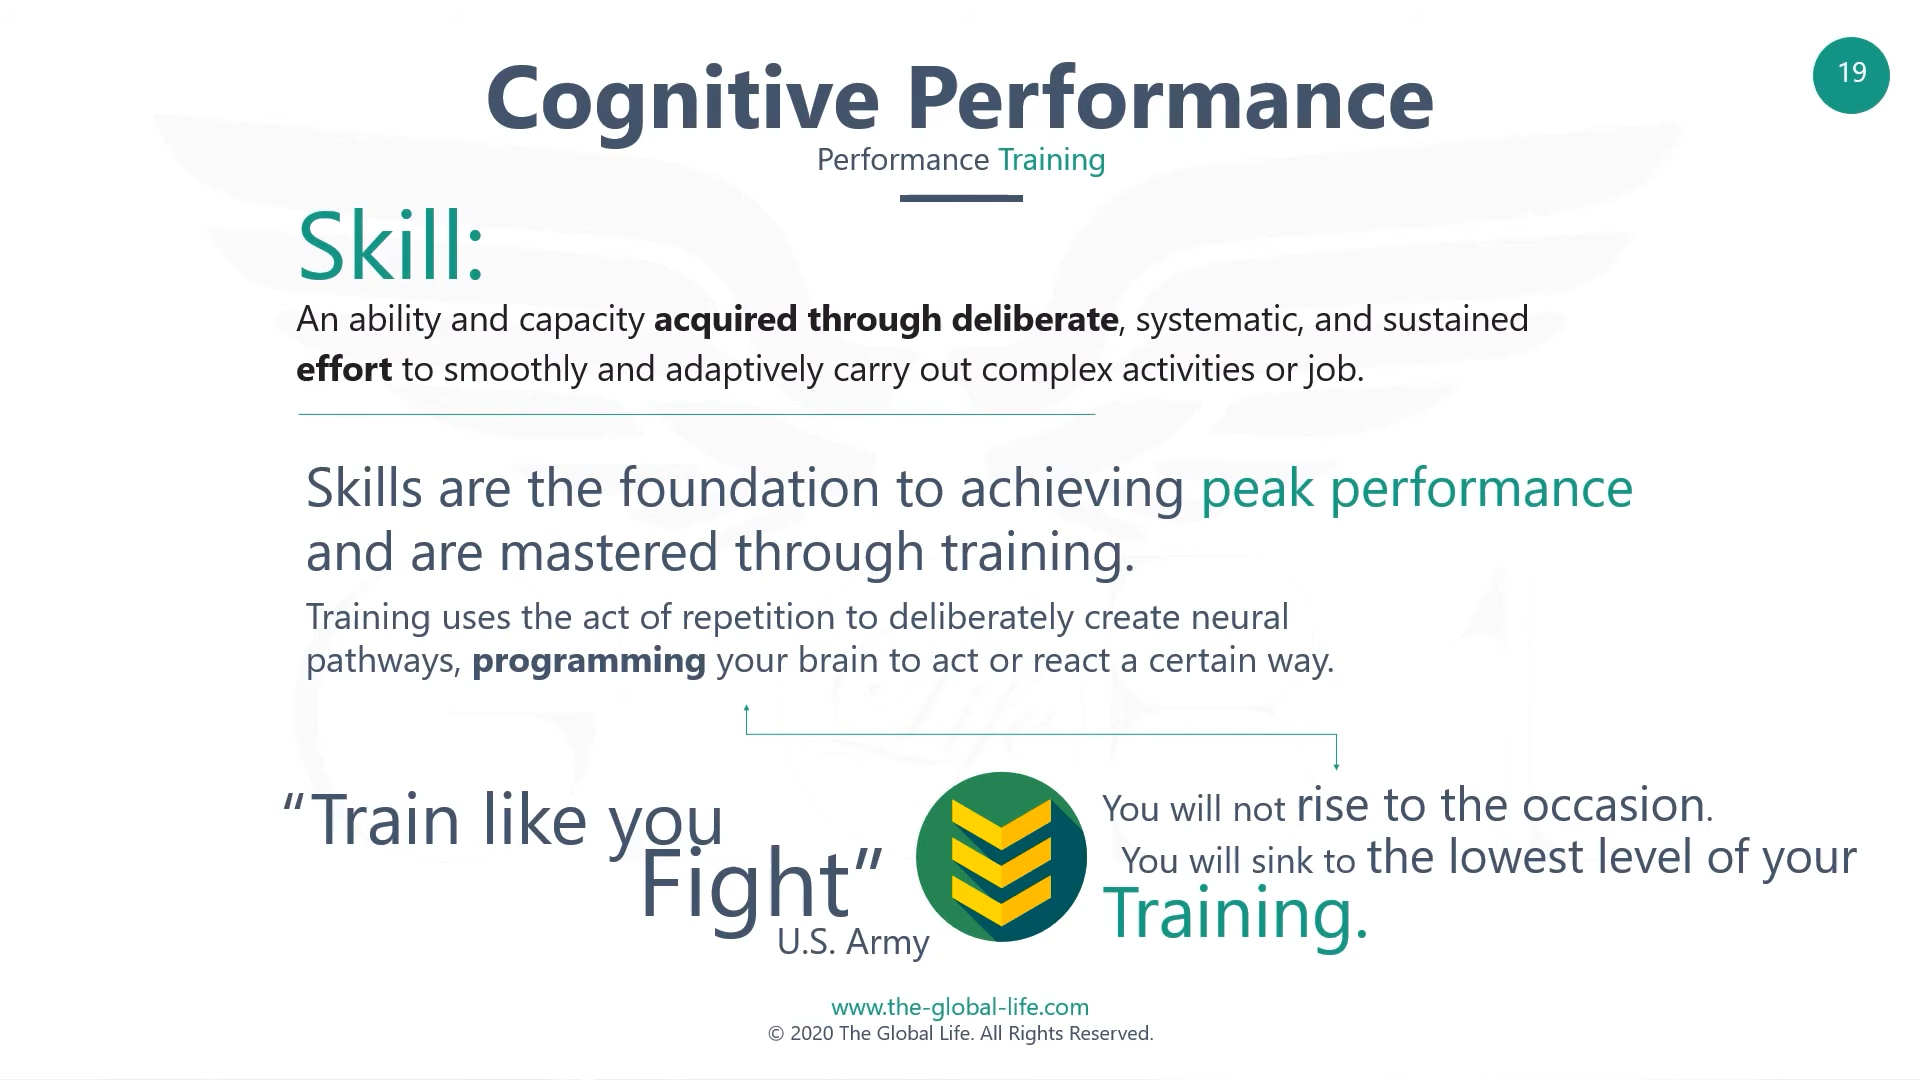 19
Cognitive Performance
Performance Training
Skill:
An ability and capacity acquired through deliberate, systematic, and sustained
effort to smoothly and adaptively carry out complex activities or job.
Skills are the foundation to achieving peak performance
and are mastered through training.
Training uses the act of repetition to deliberately create neural
pathways, programming your brain to act or react a certain way.
“Train like you
Fight”
U.S. Army
You will not rise to the occasion.
You will sink to the lowest level of your
Training.
www.the-global-life.com
© 2020 The Global Life. All Rights Reserved.